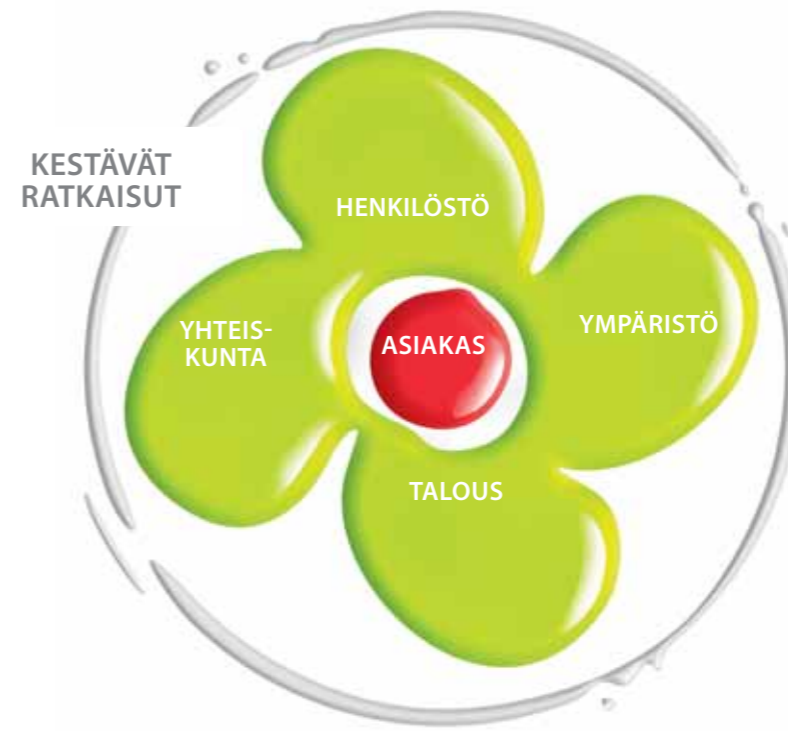 KESTÄVÄT
RATKAISUT
HENKILÖSTÖ
YHTEIS-
KUNTA
ASIAKAS
YMPÄRISTÖ
TALOUS